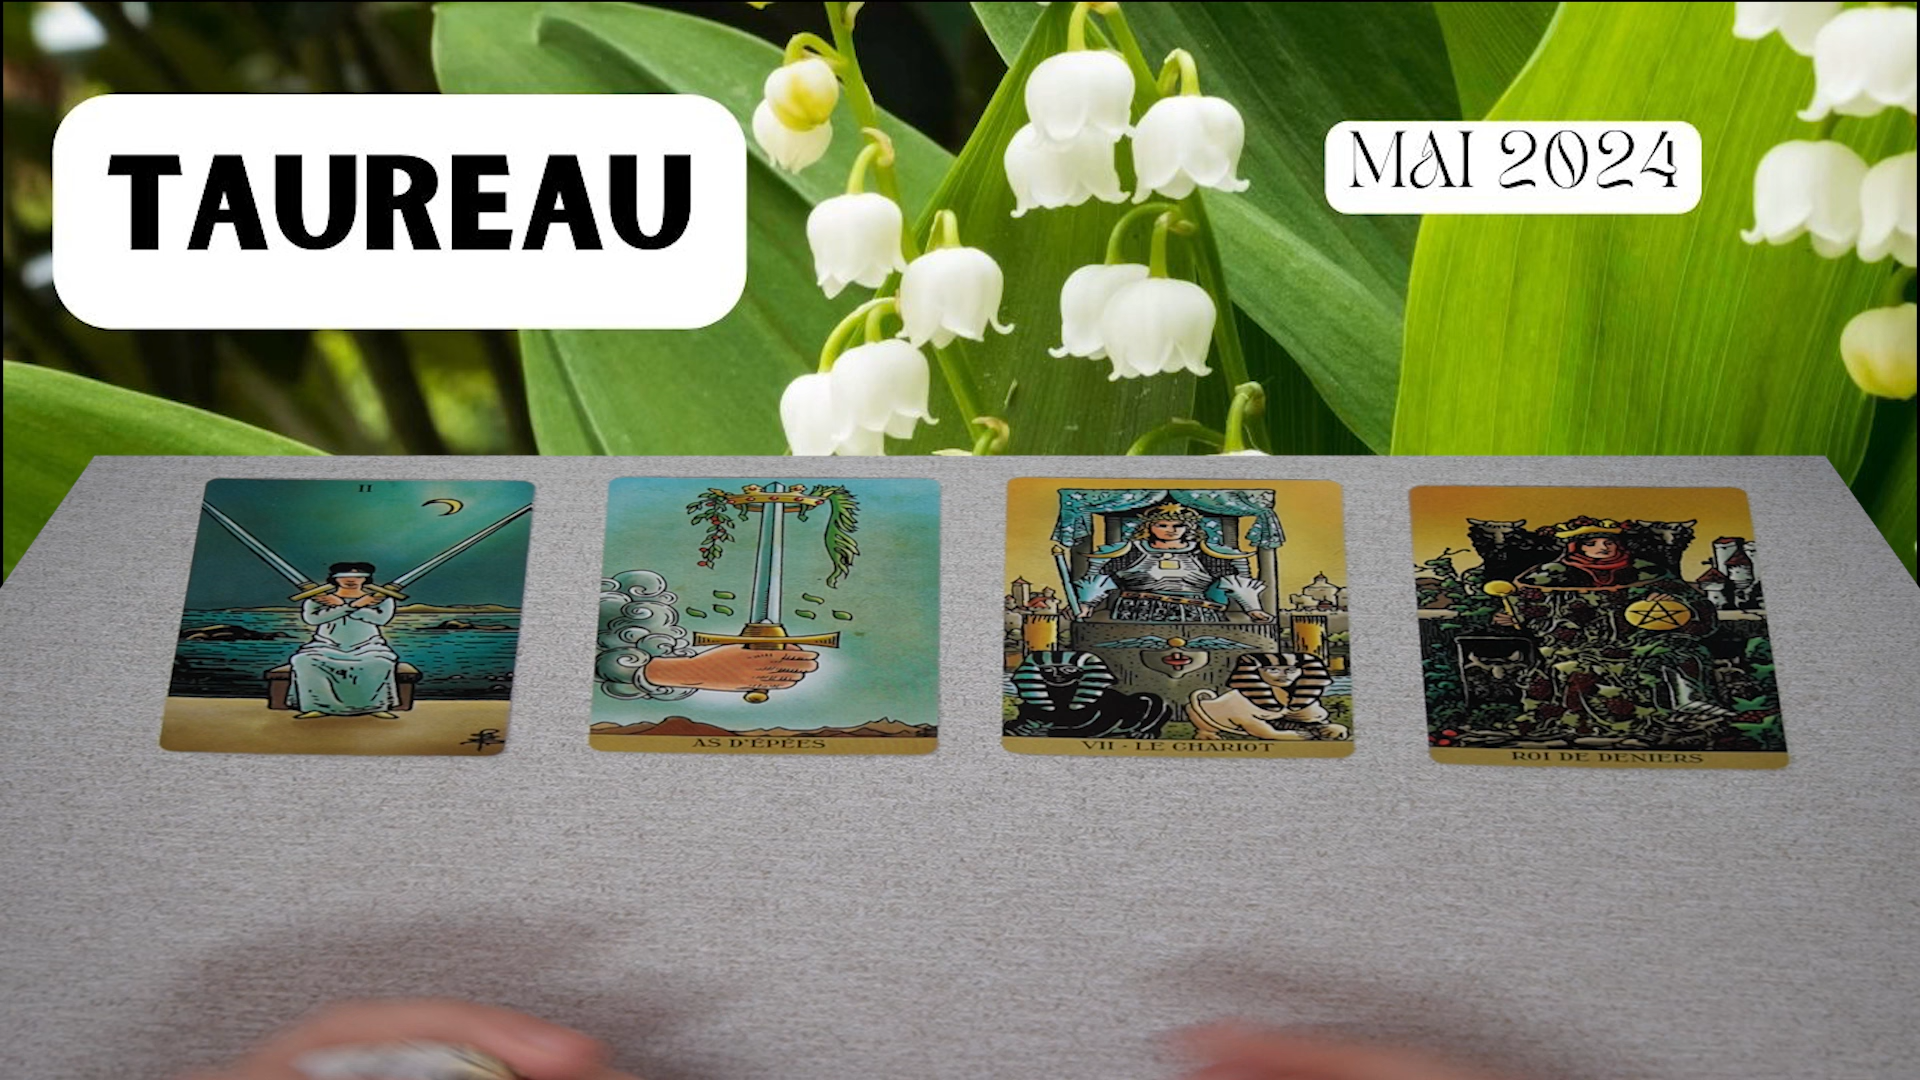 TAUREAU
MAI 2024
II
AS D'ÉPÉES
VII - LE CHARIOT
ROI DE DENIERS